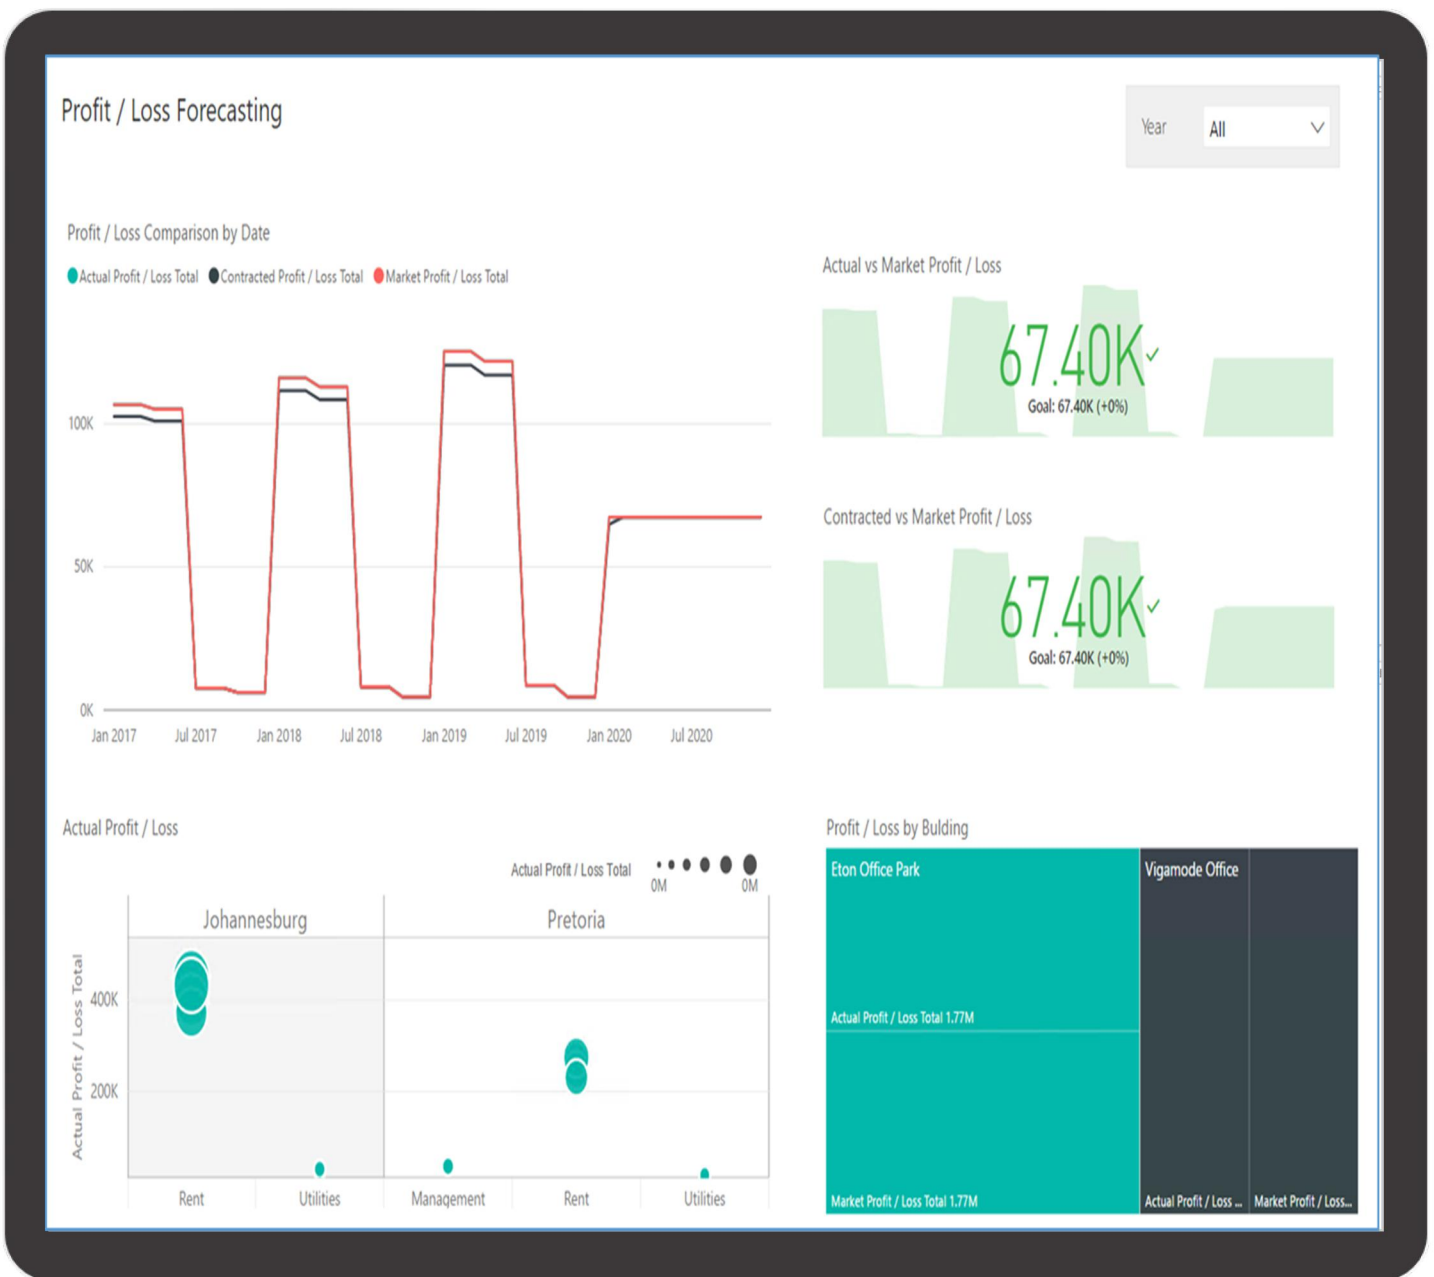 Profit / Loss Forecasting
Year All
Profit / Loss Comparison by Date
Actual Profit / Loss Total Contracted Profit / Loss Total Market Profit / Loss Total
100K
50K
0K
Jan 2017 Jul 2017 Jan 2018 Jul 2018 Jan 2019 Jul 2019 Jan 2020 Jul 2020
Actual vs Market Profit / Loss
67.40K
Goal: 67.40K (+0%)
Contracted vs Market Profit / Loss
67.40K
Goal: 67.40K (+0%)
Actual Profit / Loss
Actual Profit / Loss Total
0M 0M
Johannesburg Pretoria
Actual Profit / Loss Total
400K
200K
Rent Utilities Management Rent Utilities
Profit / Loss by Bulding
Eton Office Park
Actual Profit / Loss Total 1.77M
Market Profit / Loss Total 1.77M
Vigamode Office
Actual Profit / Loss ... Market Profit / Loss...